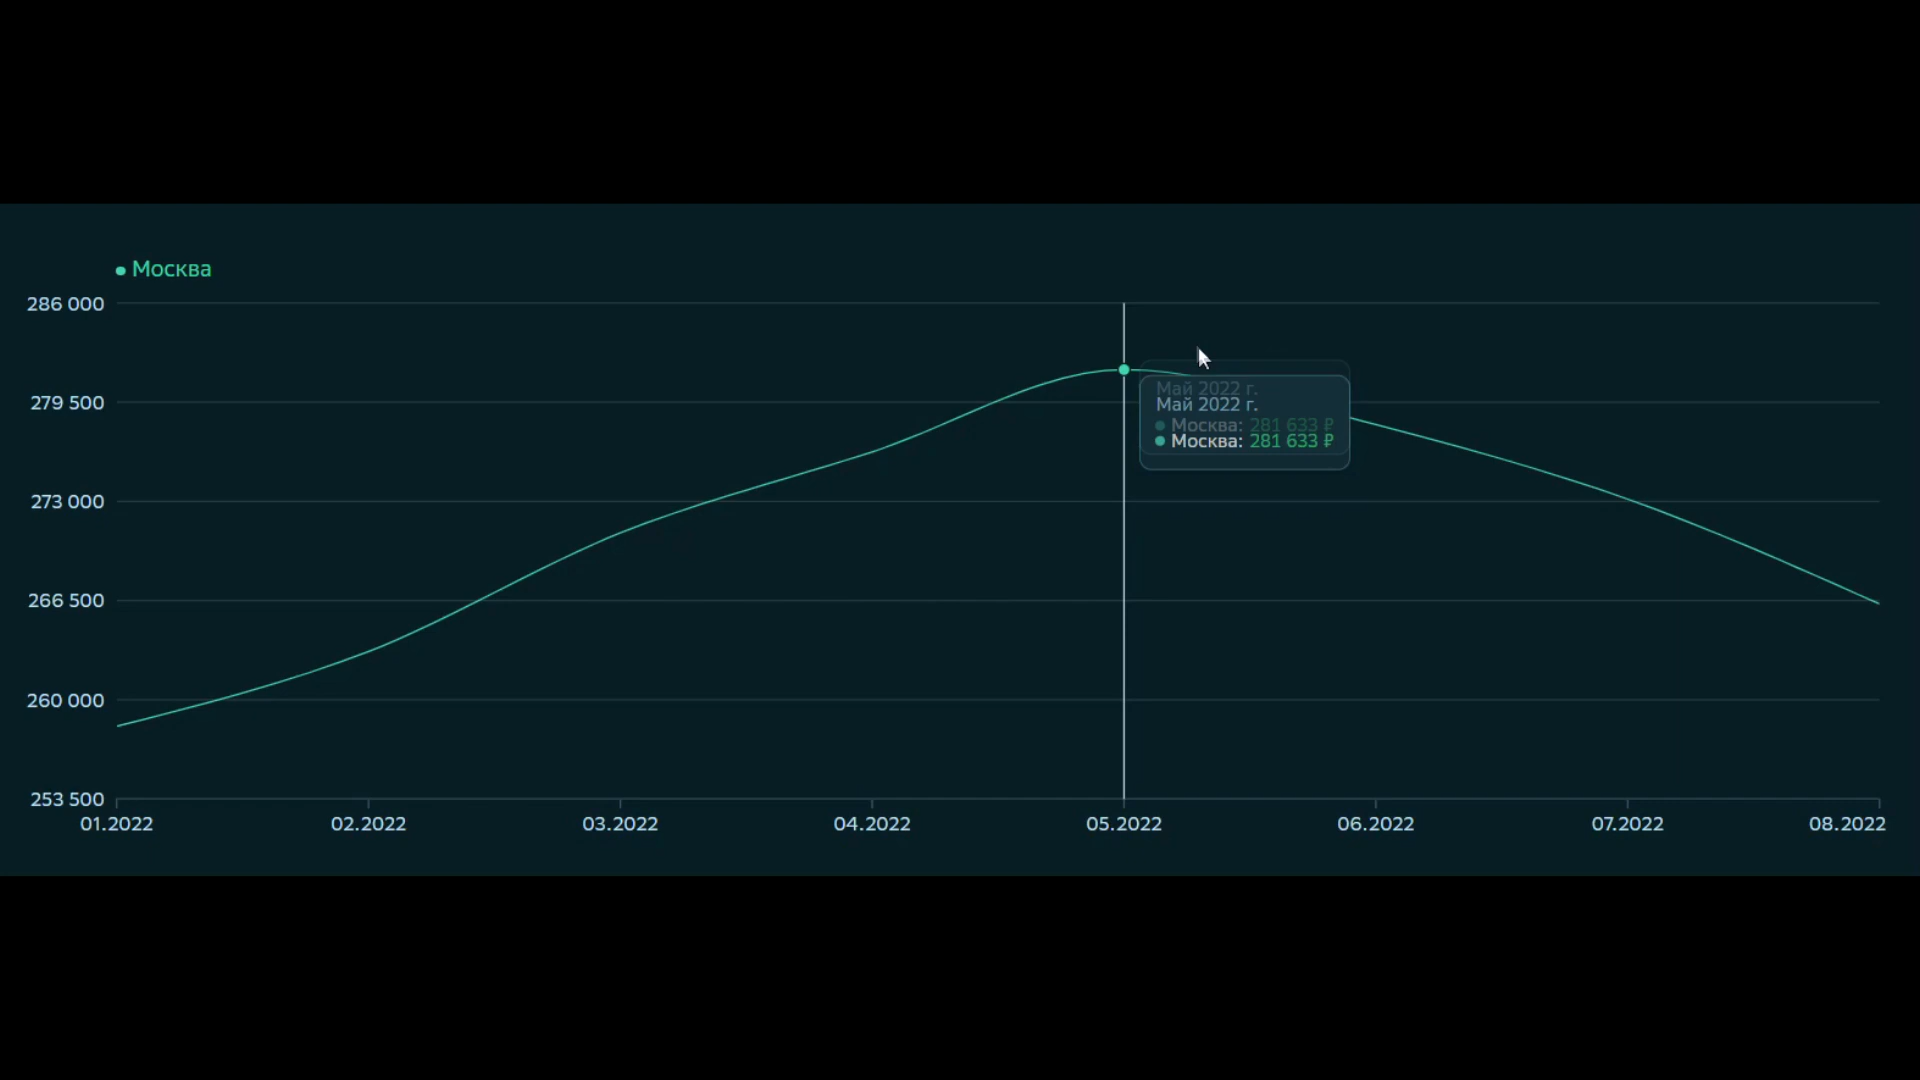 Москва
286 000
279 500
273 000
266 500
260 000
253 500
Май 2022 г.
Май 2022 г.
Москва: 281 633 ₽
Москва: 281 633 ₽
01.2022 02.2022 03.2022 04.2022 05.2022 06.2022 07.2022 08.2022